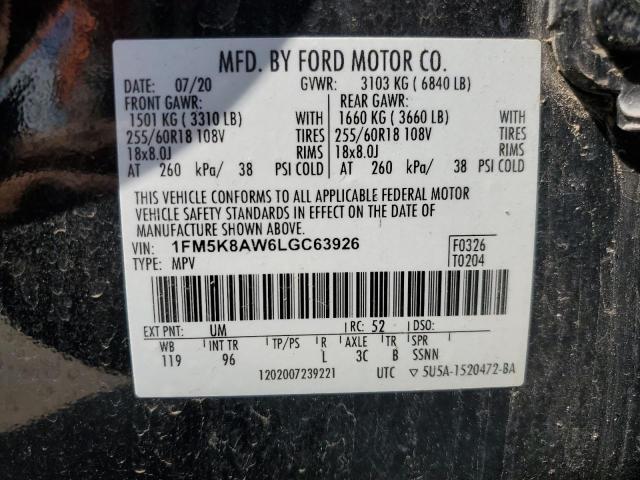 MFD. BY FORD MOTOR CO.
DATE: 07/20 GVWR: 3103 KG ( 6840 LB)
FRONT GAWR: REAR GAWR:
1501 KG ( 3310 LB) WITH 1660 KG ( 3660 LB) WITH
255/60R18 108V TIRES 255/60R18 108V TIRES
18x8.0J RIMS 18x8.0J RIMS
AT 260 kPa/ 38 PSI COLD AT 260 kPa/ 38 PSI COLD
THIS VEHICLE CONFORMS TO ALL APPLICABLE FEDERAL MOTOR
VEHICLE SAFETY STANDARDS IN EFFECT ON THE DATE OF
MANUFACTURE SHOWN ABOVE.
VIN: 1FM5K8AW6LGC63926 F0326
TYPE: MPV T0204
EXT PNT: UM RC: 52 DSO:
WB INT TR TP/PS R AXLE TR SPR
119 96 L 3C B SSNN
1202007239221 UTC ▽ 5U5A-1520472-BA